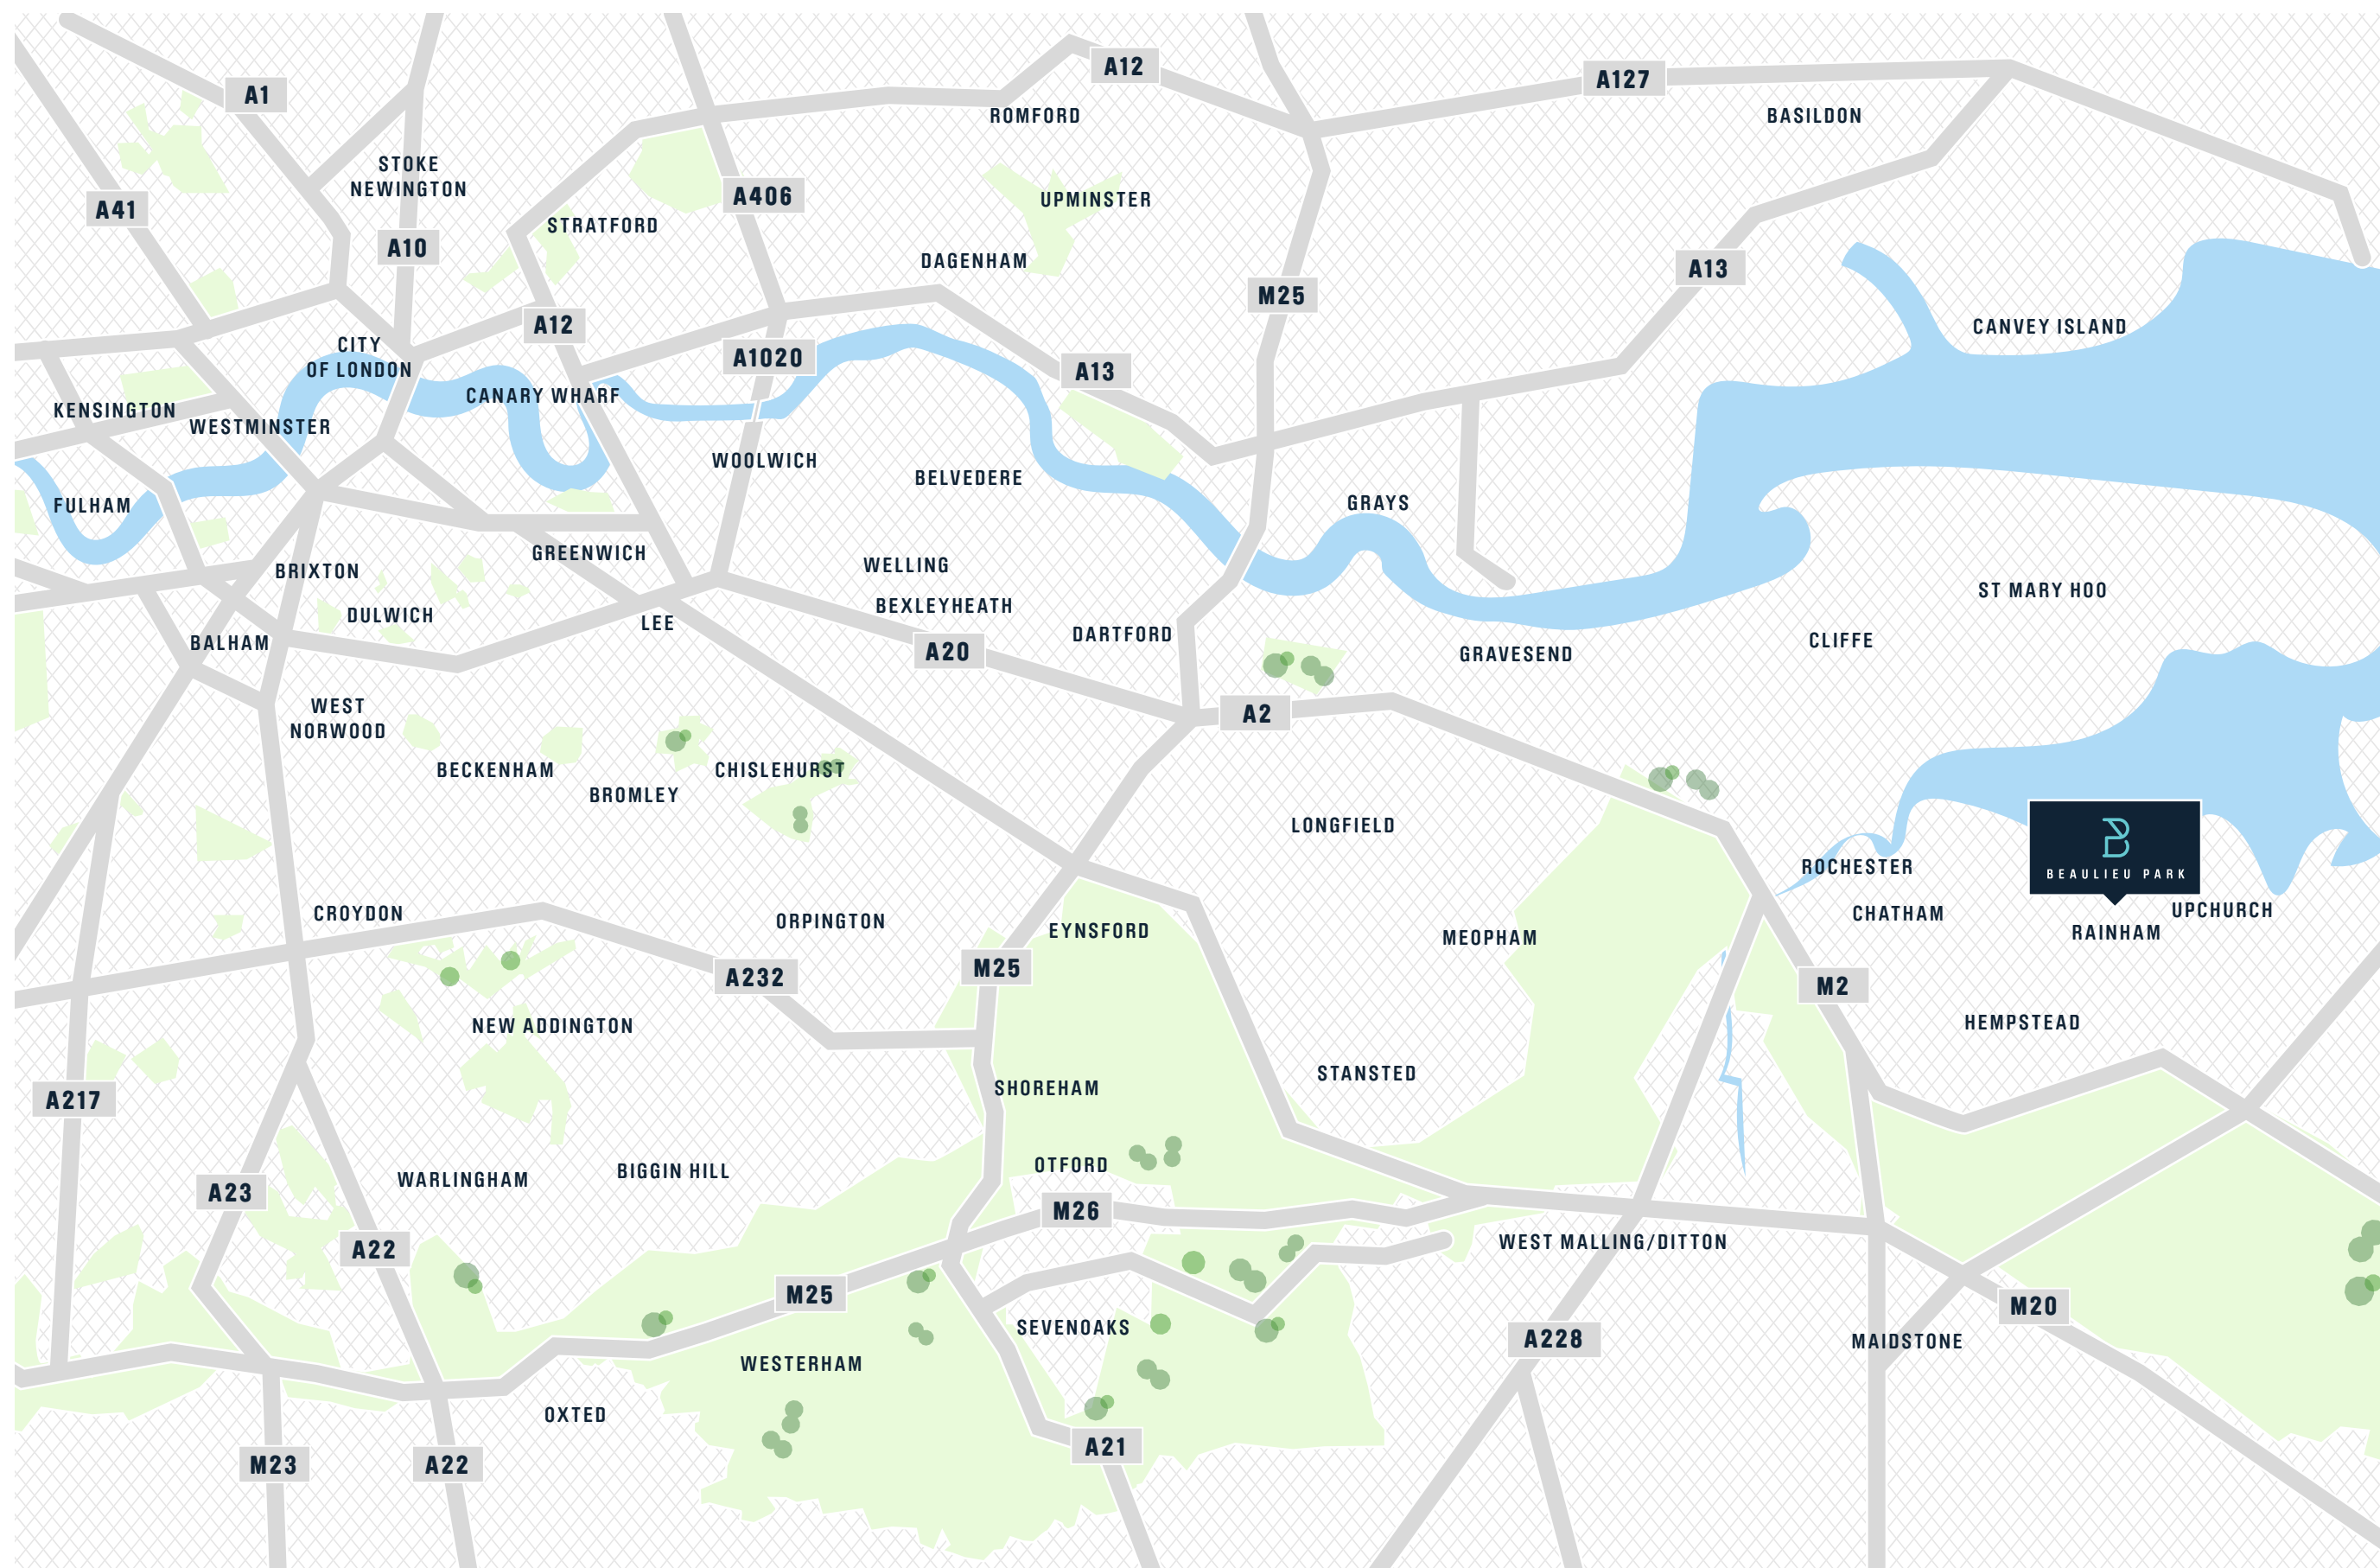 A12
A127
A1
ROMFORD
BASILDON
STOKE
NEWINGTON
A406
UPMINSTER
A41
STRATFORD
A10
DAGENHAM
A13
M25
A12
CANVEY ISLAND
CITY
OF LONDON
A1020
A13
CANARY WHARF
KENSINGTON
WESTMINSTER
WOOLWICH
BELVEDERE
GRAYS
FULHAM
GREENWICH
WELLING
BRIXTON
ST MARY HOO
BEXLEYHEATH
DULWICH
LEE
DARTFORD
CLIFFE
BALHAM
A20
GRAVESEND
WEST
NORWOOD
A2
BECKENHAM
CHISLEHURST
BROMLEY
LONGFIELD
ROCHESTER
B
BEAULIEU PARK
UPCHURCH
CROYDON
CHATHAM
ORPINGTON
EYNSFORD
RAINHAM
MEOPHAM
M25
A232
M2
NEW ADDINGTON
HEMPSTEAD
STANSTED
SHOREHAM
A217
OTFORD
BIGGIN HILL
WARLINGHAM
A23
M26
WEST MALLING/DITTON
A22
M25
M20
SEVENOAKS
A228
MAIDSTONE
WESTERHAM
OXTED
A21
M23
A22